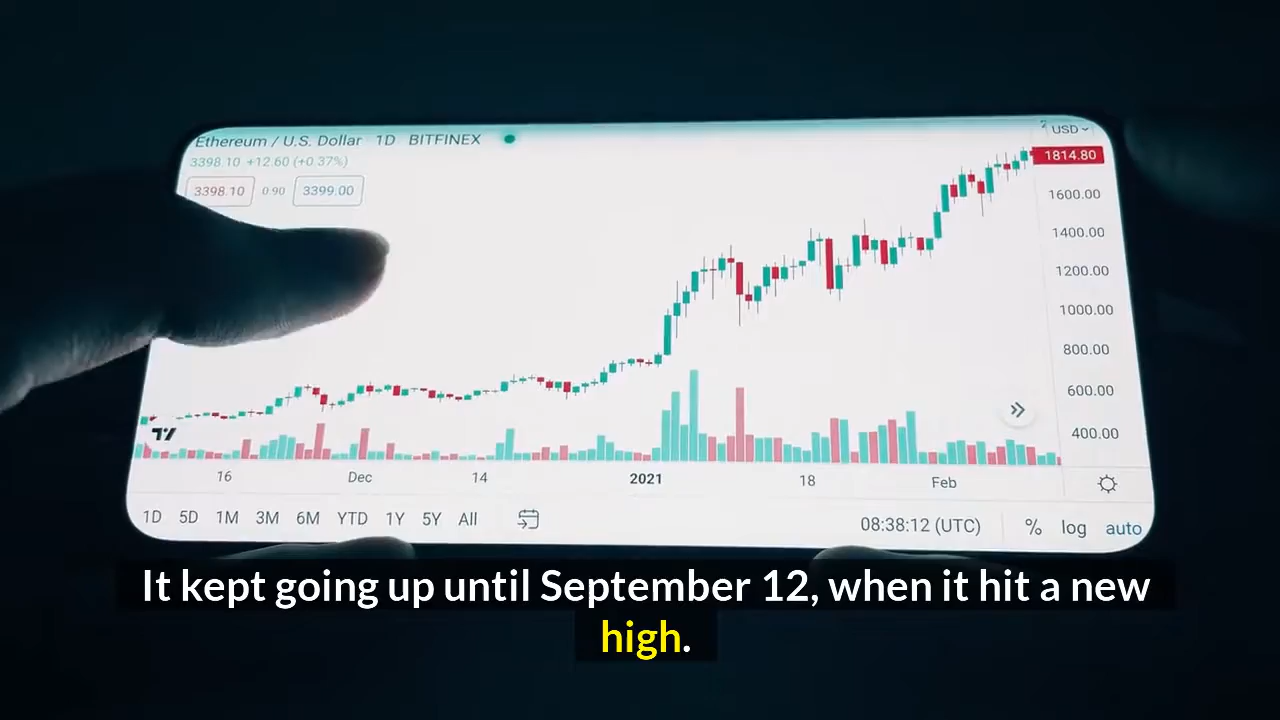 Ethereum / U.S. Dollar 1D BITFINEX
USD
3398.10 +12.60 (+0.37%)
1814.80
3398.10 0.90 3399.00
1600.00
1400.00
1200.00
1000.00
800.00
600.00
400.00
16 Dec 14 2021 18 Feb
1D 5D 1M 3M 6M YTD 1Y 5Y All
08:38:12 (UTC) % log auto
It kept going up until September 12, when it hit a new
high.